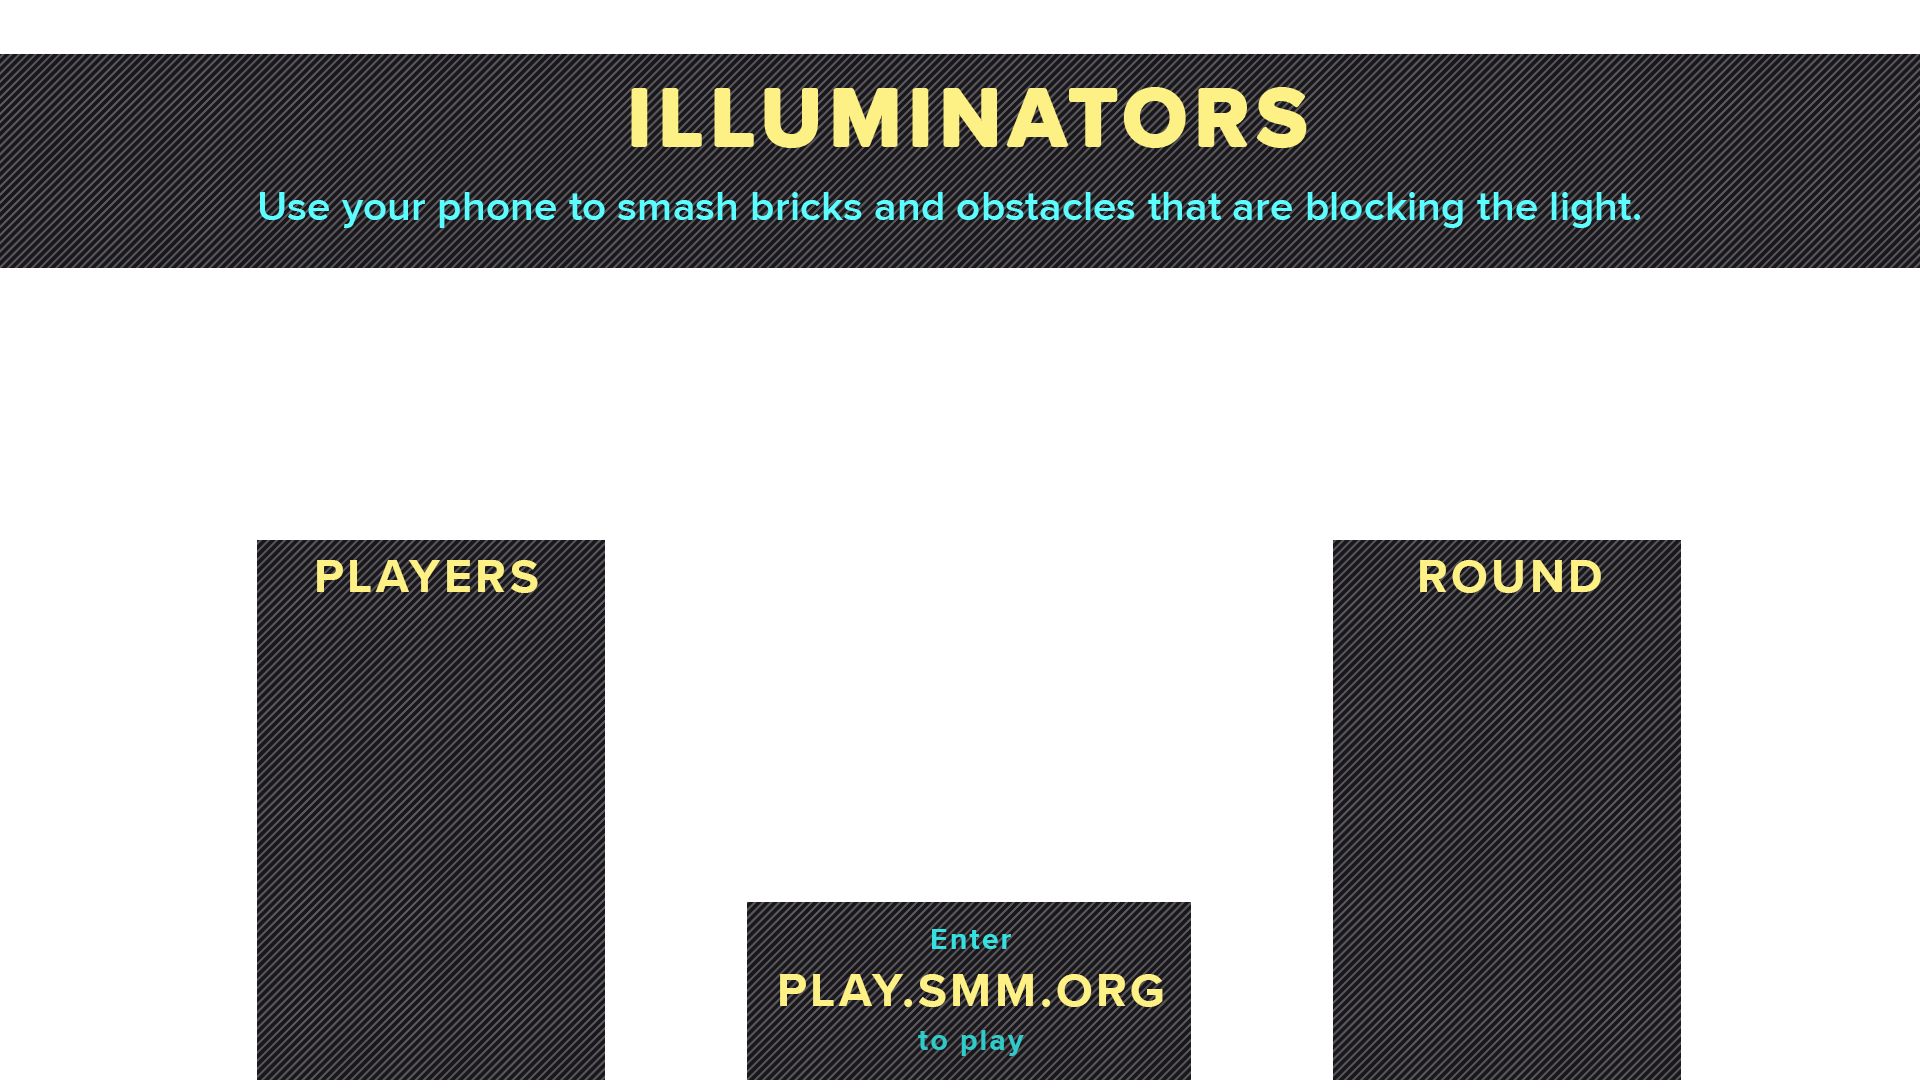 ILLUMINATORS
Use your phone to smash bricks and obstacles that are blocking the light.
PLAYERS
ROUND
Enter
PLAY.SMM.ORG
to play